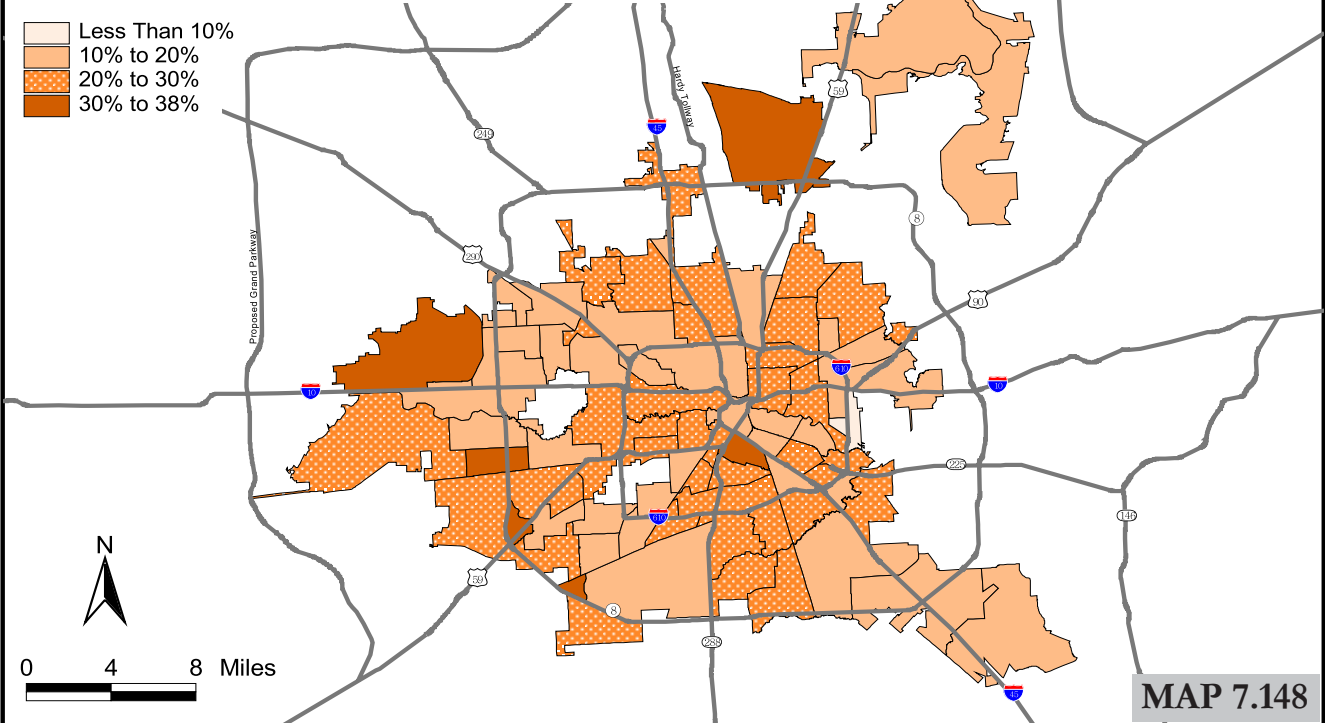 Less Than 10%
10% to 20%
20% to 30%
30% to 38%
Hardy Tollway
59
45
249
8
290
Proposed Grand Parkway
90
610
10
10
225
146
610
N
59
8
288
0 4 8 Miles
45
MAP 7.148